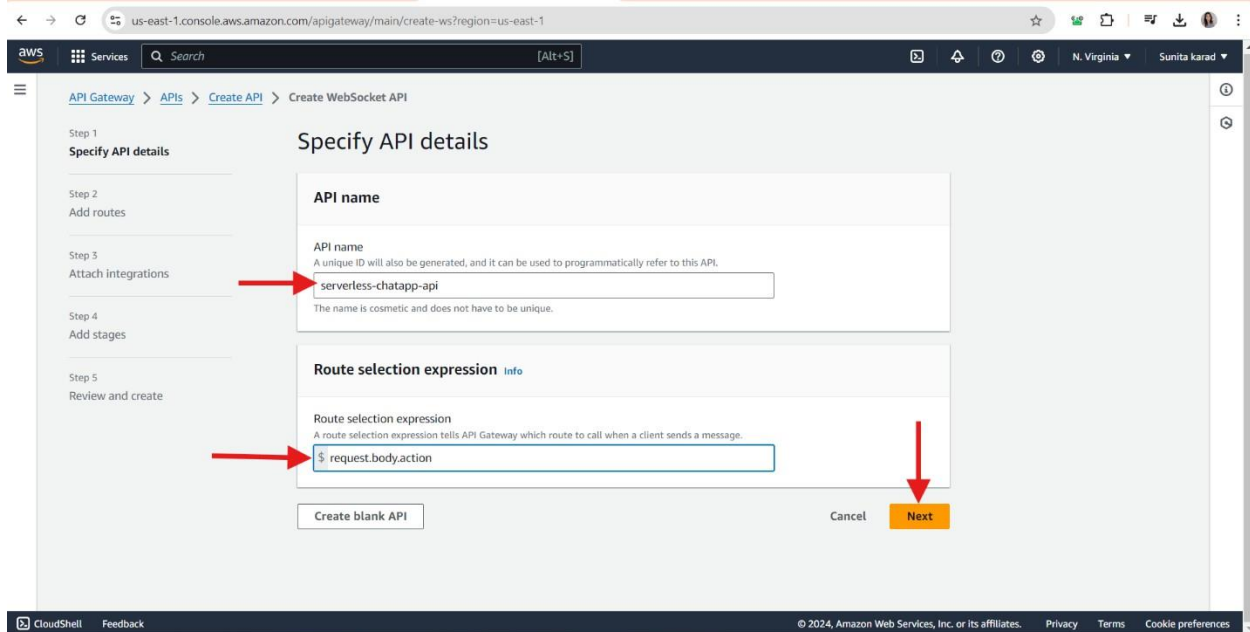 us-east-1.console.aws.amazon.com/apigateway/main/create-ws?region=us-east-1
aws Services Search [Alt+S] N. Virginia Sunita karad
API Gateway > APIs > Create API > Create WebSocket API
Step 1
Specify API details
Step 2
Add routes
Step 3
Attach integrations
Step 4
Add stages
Step 5
Review and create
Specify API details
API name
API name
A unique ID will also be generated, and it can be used to programmatically refer to this API.
serverless-chatapp-api
The name is cosmetic and does not have to be unique.
Route selection expression Info
Route selection expression
A route selection expression tells API Gateway which route to call when a client sends a message.
$ request.body.action
Create blank API Cancel Next
CloudShell Feedback © 2024, Amazon Web Services, Inc. or its affiliates. Privacy Terms Cookie preferences